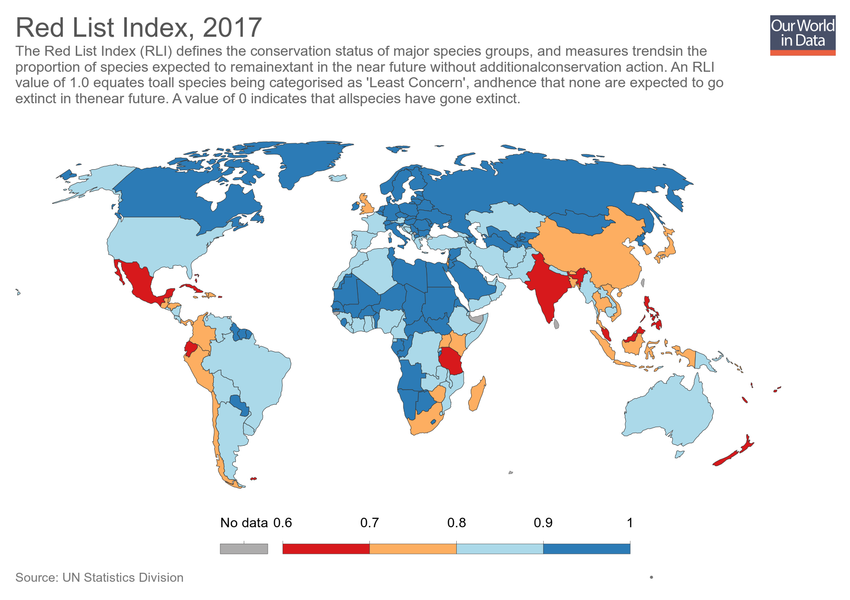 Red List Index, 2017
Our World
in Data
The Red List Index (RLI) defines the conservation status of major species groups, and measures trendsin the
proportion of species expected to remainextant in the near future without additionalconservation action. An RLI
value of 1.0 equates toall species being categorised as 'Least Concern', andhence that none are expected to go
extinct in thenear future. A value of 0 indicates that allspecies have gone extinct.
No data 0.6 0.7 0.8 0.9 1
Source: UN Statistics Division